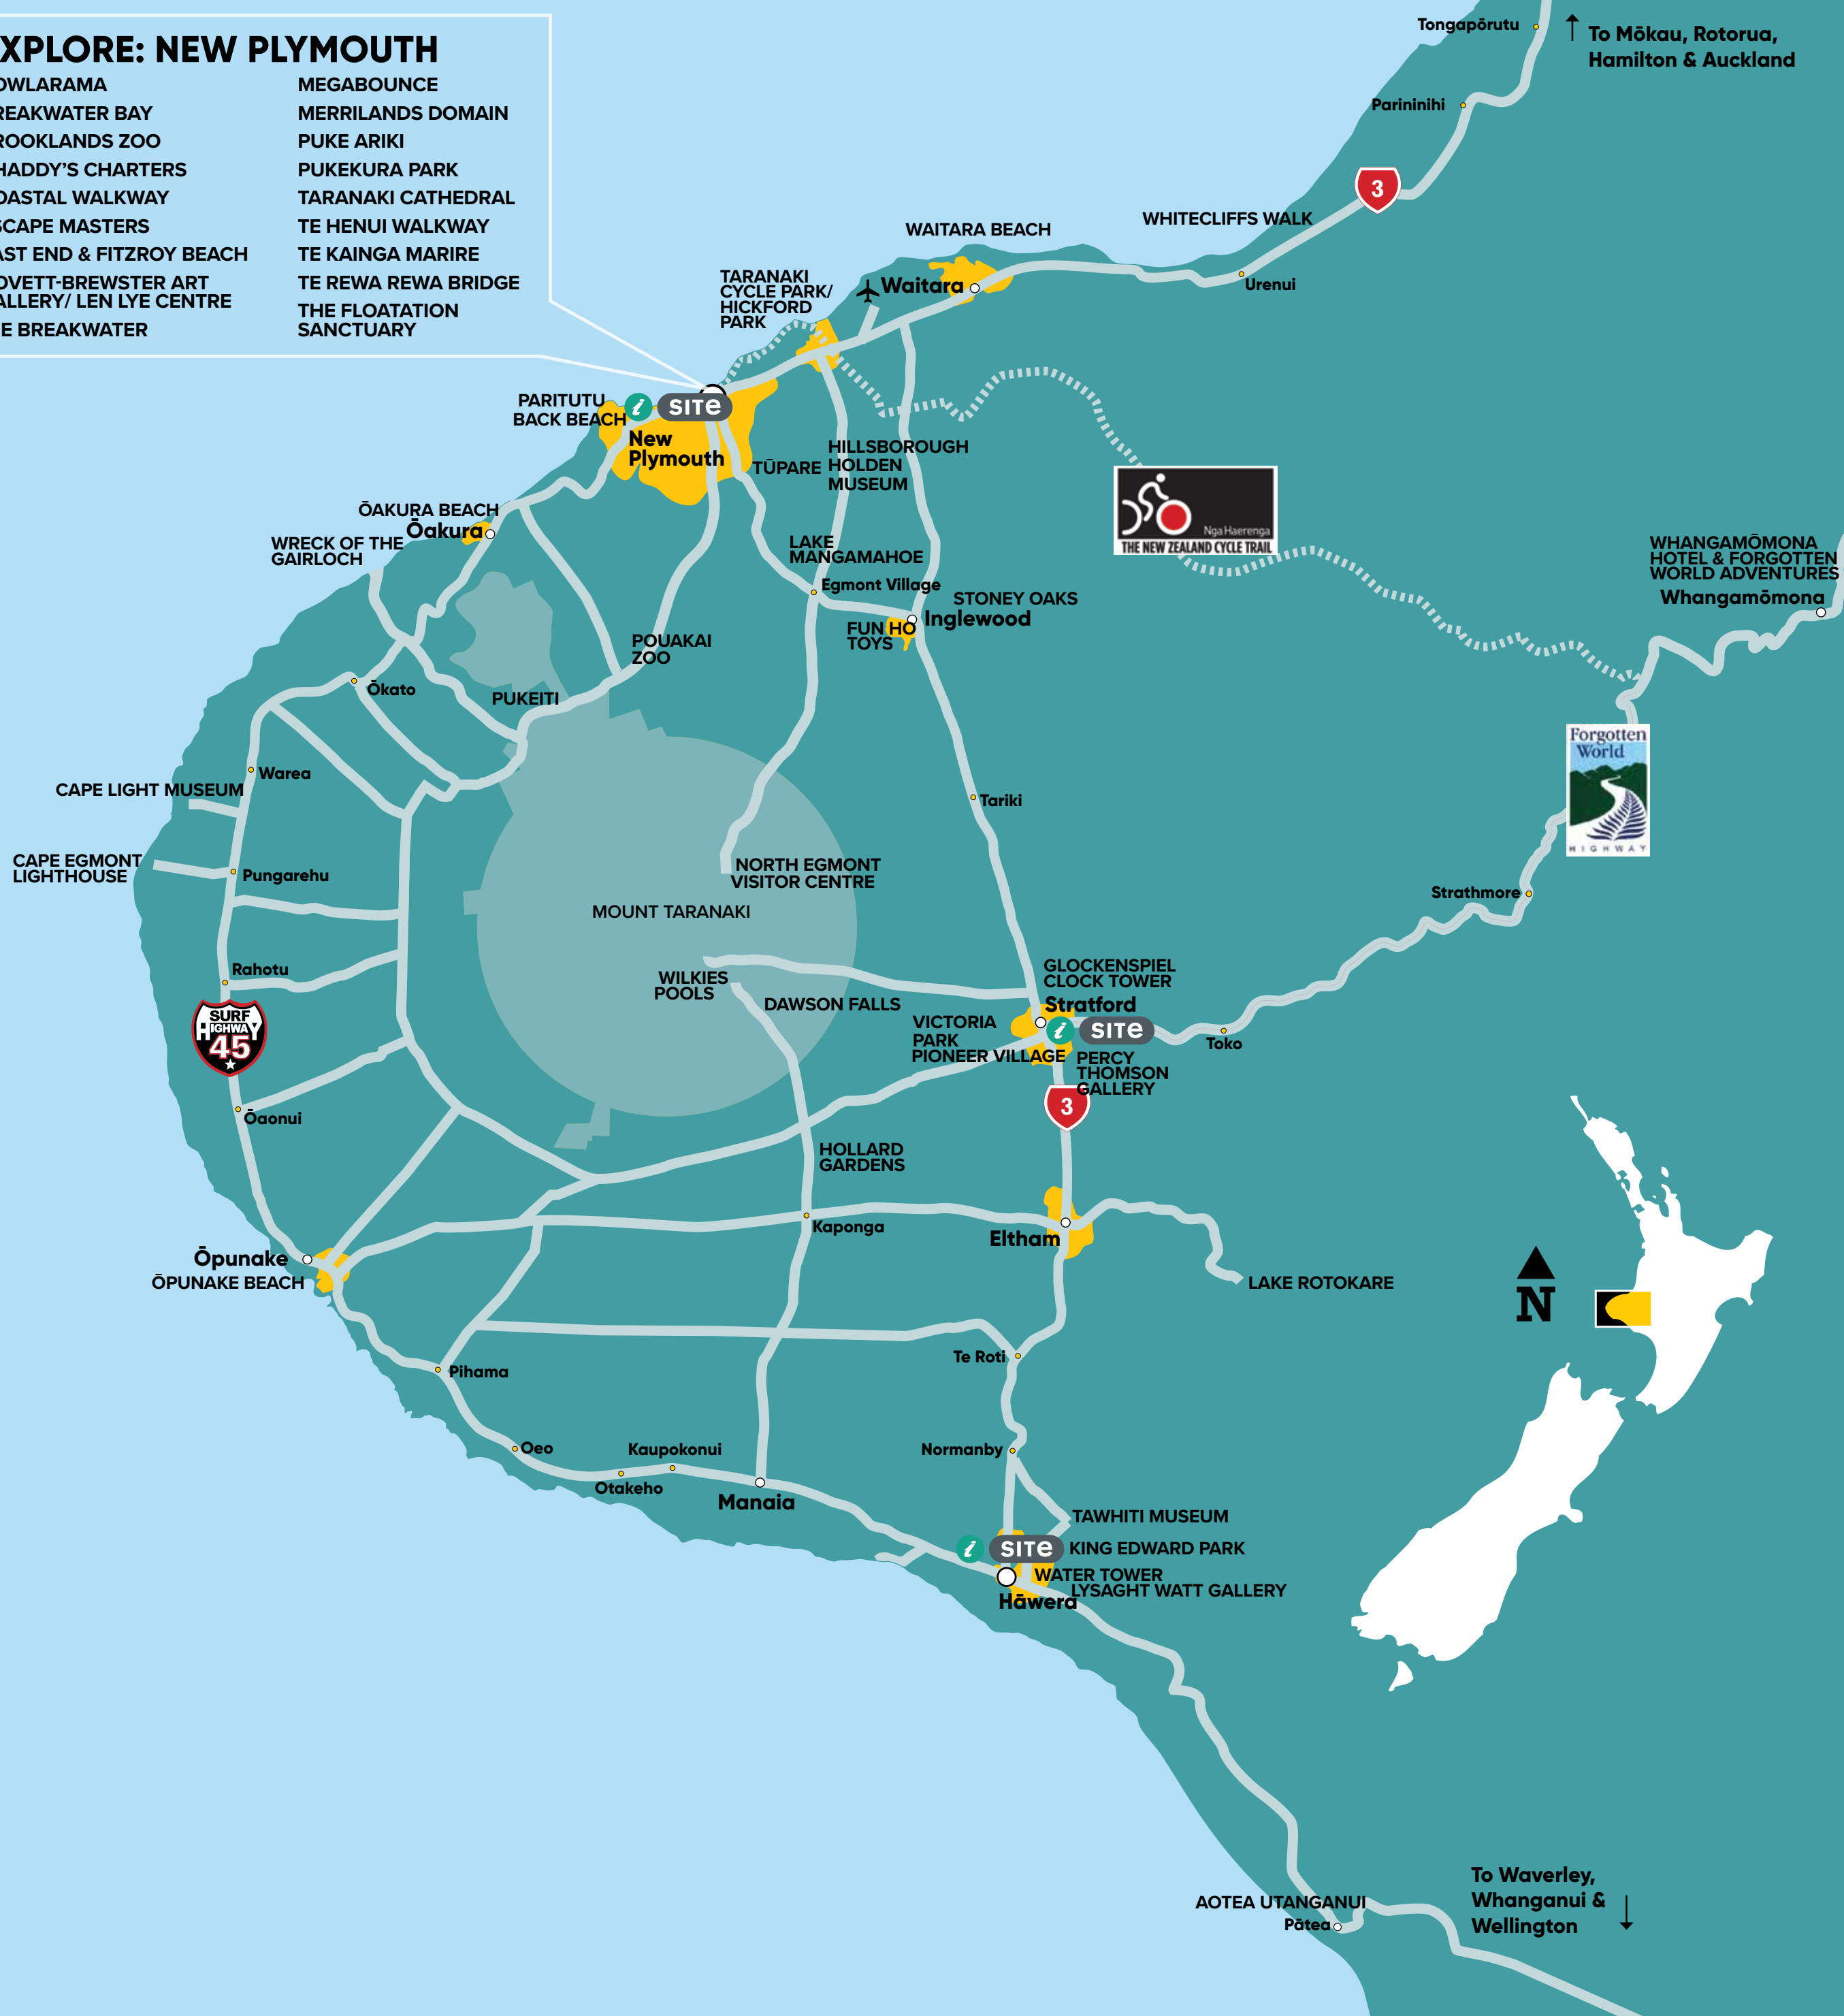 XPLORE: NEW PLYMOUTH
OWLARAMA
REAKWATER BAY
ROOKLANDS ZOO
HADDY'S CHARTERS
OASTAL WALKWAY
SCAPE MASTERS
AST END & FITZROY BEACH
OVETT-BREWSTER ART
ALLERY/ LEN LYE CENTRE
E BREAKWATER
MEGABOUNCE
MERRILANDS DOMAIN
PUKE ARIKI
PUKEKURA PARK
TARANAKI CATHEDRAL
TE HENUI WALKWAY
TE KAINGA MARIRE
TE REWA REWA BRIDGE
THE FLOATATION
SANCTUARY
Tongapōrutu
To Mōkau, Rotorua,
Hamilton & Auckland
Parininihi
3
WHITECLIFFS WALK
WAITARA BEACH
Urenui
Waitara
TARANAKI
CYCLE PARK/
HICKFORD
PARK
PARITUTU
BACK BEACH
i SITe
New
Plymouth
TŪPARE
HILLSBOROUGH
HOLDEN
MUSEUM
Nga Haerenga
THE NEW ZEALAND CYCLE TRAIL
ŌAKURA BEACH
Ōakura
WRECK OF THE
GAIRLOCH
LAKE
MANGAMAHOE
Egmont Village
STONEY OAKS
Inglewood
FUN HO
TOYS
WHANGAMŌMONA
HOTEL & FORGOTTEN
WORLD ADVENTURES
Whangamōmona
POUAKAI
ZOO
PUKEITI
Ōkato
Forgotten
World
HIGHWAY
Warea
CAPE LIGHT MUSEUM
Tariki
CAPE EGMONT
LIGHTHOUSE
Pungarehu
NORTH EGMONT
VISITOR CENTRE
MOUNT TARANAKI
Strathmore
Rahotu
WILKIES
POOLS
DAWSON FALLS
GLOCKENSPIEL
CLOCK TOWER
Stratford
i SITe
VICTORIA
PARK
PIONEER VILLAGE
PERCY
THOMSON
GALLERY
Toko
SURF
HIGHWAY
45
3
Ōaonui
HOLLARD
GARDENS
Kaponga
Eltham
Ōpunake
ŌPUNAKE BEACH
LAKE ROTOKARE
N
Te Roti
Pihama
Oeo
Kaupokonui
Otakeho
Manaia
Normanby
TAWHITI MUSEUM
i SITe
KING EDWARD PARK
WATER TOWER
LYSAGHT WATT GALLERY
Hāwera
AOTEA UTANGANUI
Pātea
To Waverley,
Whanganui &
Wellington